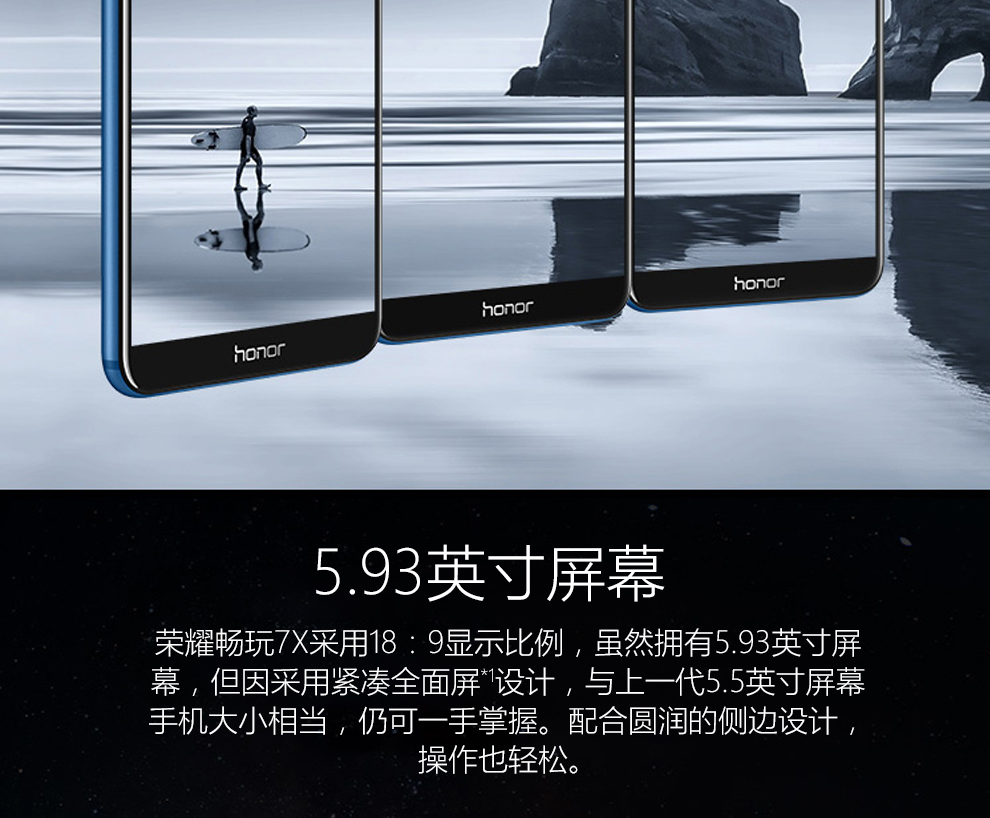 honor
honor
honor
5.93英寸屏幕
荣耀畅玩7X采用18：9显示比例，虽然拥有5.93英寸屏
幕，但因采用紧凑全面屏*1设计，与上一代5.5英寸屏幕
手机大小相当，仍可一手掌握。配合圆润的侧边设计，
操作也轻松。